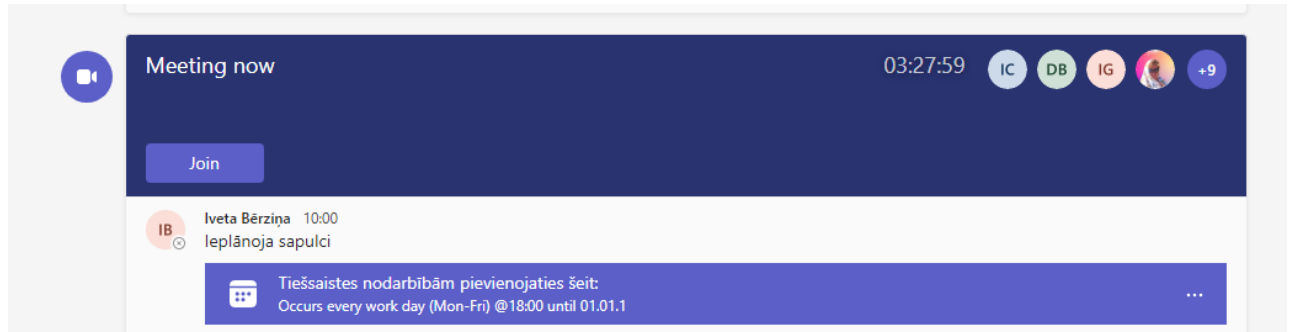 Meeting now
03:27:59 IC DB IG +9
Join
IB Iveta Bērziņa 10:00
Ieplānoja sapulci
Tiešsaistes nodarbībām pievienojaties šeit:
Occurs every work day (Mon-Fri) @18:00 until 01.01.1